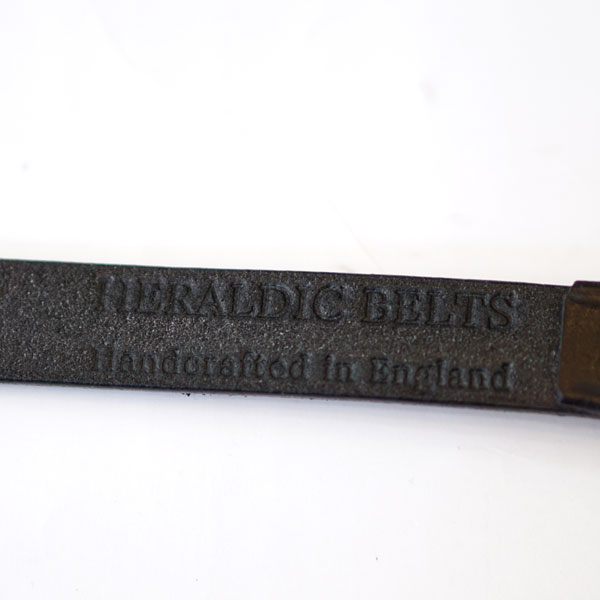 HERALDIC BELTS
Handcrafted in England